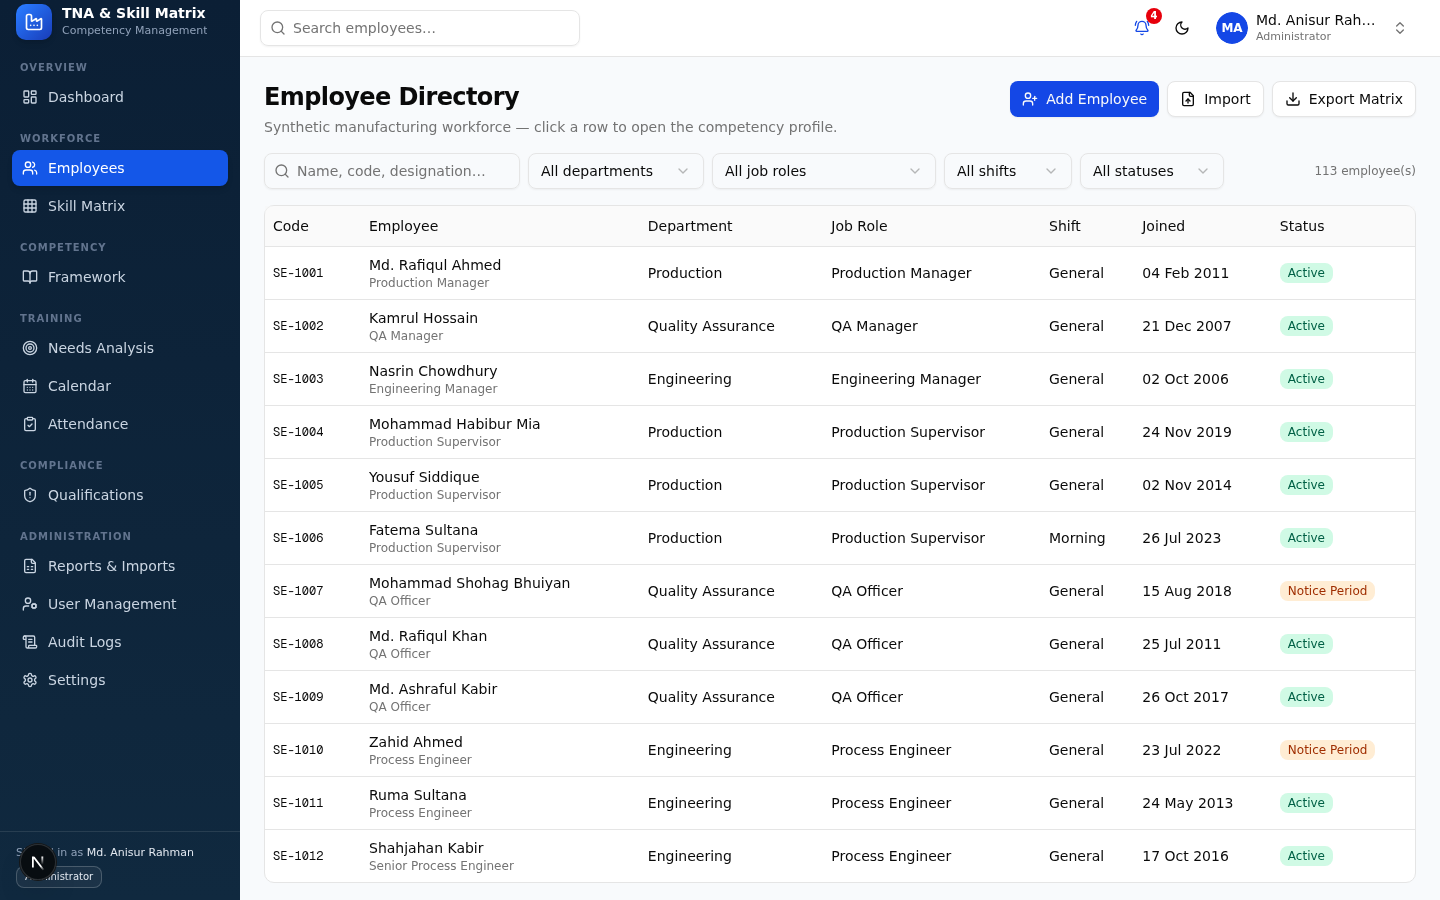 TNA & Skill Matrix
Competency Management
OVERVIEW
Dashboard
WORKFORCE
Employees
Skill Matrix
COMPETENCY
Framework
TRAINING
Needs Analysis
Calendar
Attendance
COMPLIANCE
Qualifications
ADMINISTRATION
Reports & Imports
User Management
Audit Logs
Settings
in as Md. Anisur Rahman
N
Search employees...
4
MA
Md. Anisur Rah...
Administrator
Employee Directory
Synthetic manufacturing workforce — click a row to open the competency profile.
Add Employee
Import
Export Matrix
Name, code, designation...
All departments
All job roles
All shifts
All statuses
113 employee(s)
Code Employee Department Job Role Shift Joined Status
SE-1001 Md. Rafiqul Ahmed Production Production Manager General 04 Feb 2011 Active
Production Manager
SE-1002 Kamrul Hossain Quality Assurance QA Manager General 21 Dec 2007 Active
QA Manager
SE-1003 Nasrin Chowdhury Engineering Engineering Manager General 02 Oct 2006 Active
Engineering Manager
SE-1004 Mohammad Habibur Mia Production Production Supervisor General 24 Nov 2019 Active
Production Supervisor
SE-1005 Yousuf Siddique Production Production Supervisor General 02 Nov 2014 Active
Production Supervisor
SE-1006 Fatema Sultana Production Production Supervisor Morning 26 Jul 2023 Active
Production Supervisor
SE-1007 Mohammad Shohag Bhuiyan Quality Assurance QA Officer General 15 Aug 2018 Notice Period
QA Officer
SE-1008 Md. Rafiqul Khan Quality Assurance QA Officer General 25 Jul 2011 Active
QA Officer
SE-1009 Md. Ashraful Kabir Quality Assurance QA Officer General 26 Oct 2017 Active
QA Officer
SE-1010 Zahid Ahmed Engineering Process Engineer General 23 Jul 2022 Notice Period
Process Engineer
SE-1011 Ruma Sultana Engineering Process Engineer General 24 May 2013 Active
Process Engineer
SE-1012 Shahjahan Kabir Engineering Process Engineer General 17 Oct 2016 Active
Senior Process Engineer